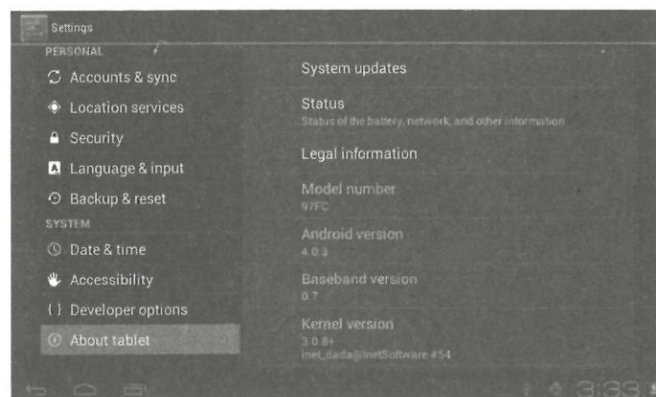 Settings
PERSONAL
Accounts & sync
Location services
Security
Language & input
Backup & reset
SYSTEM
Date & time
Accessibility
Developer options
About tablet
System updates
Status
Status of the battery, network, and other information
Legal information
Model number
97FC
Android version
4.0.3
Baseband version
0.7
Kernel version
3.0.8+
inet_dada@InetSoftware #54
3:33